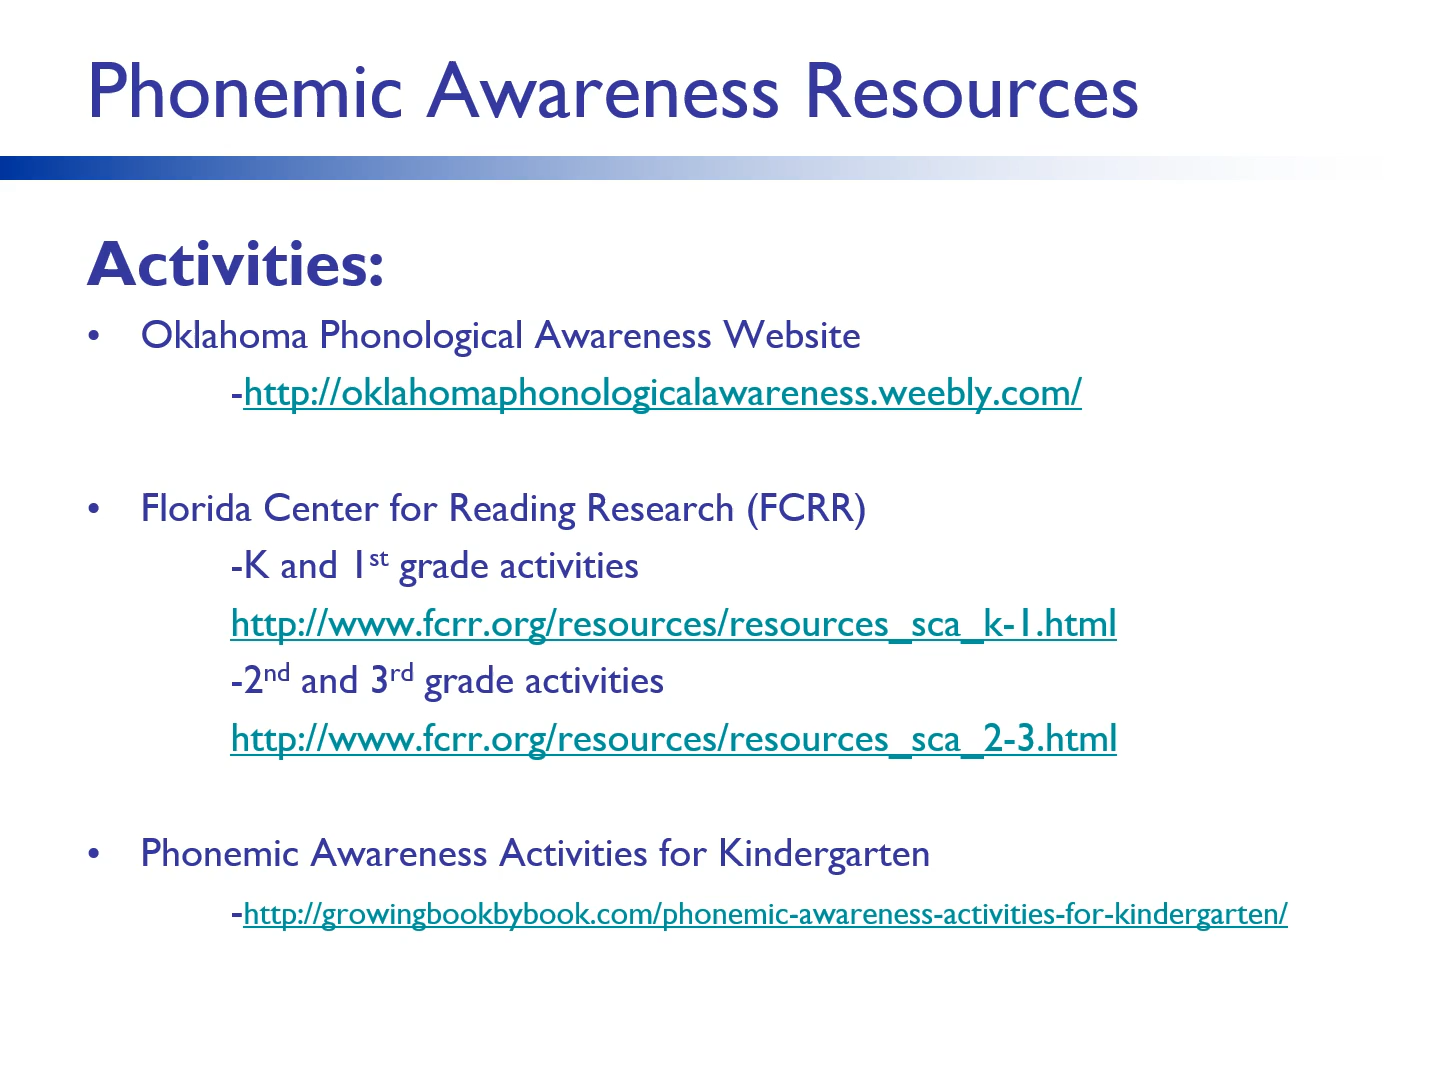 Phonemic Awareness Resources
Activities:
• Oklahoma Phonological Awareness Website
-http://oklahomaphonologicalawareness.weebly.com/
• Florida Center for Reading Research (FCRR)
-K and 1st grade activities
http://www.fcrr.org/resources/resources_sca_k-1.html
-2nd and 3rd grade activities
http://www.fcrr.org/resources/resources_sca_2-3.html
• Phonemic Awareness Activities for Kindergarten
-http://growingbookbybook.com/phonemic-awareness-activities-for-kindergarten/